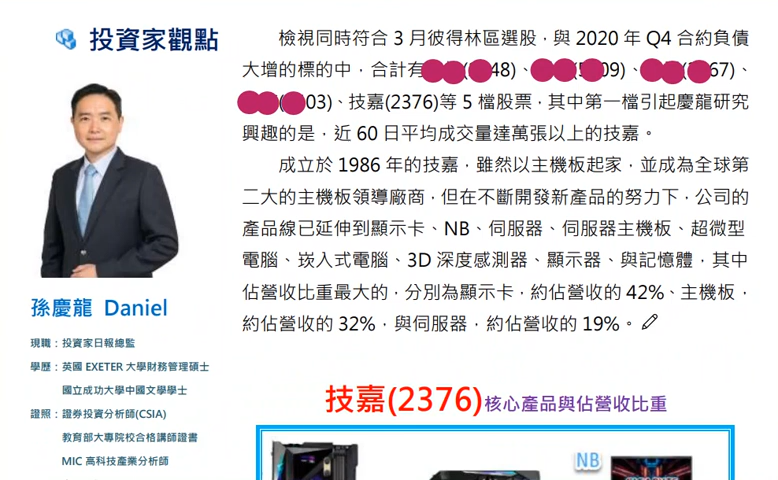 投資家觀點
孫慶龍 Daniel
現職：投資家日報總監
學歷：英國 EXETER 大學財務管理碩士
國立成功大學中國文學學士
證照：證券投資分析師(CSIA)
教育部大專院校合格講師證書
MIC 高科技產業分析師
檢視同時符合 3 月彼得林區選股，與 2020 年 Q4 合約負債
大增的標的中，合計有 48)、 09)、 67)、
03)、技嘉(2376)等 5 檔股票，其中第一檔引起慶龍研究
興趣的是，近 60 日平均成交量達萬張以上的技嘉。
成立於 1986 年的技嘉，雖然以主機板起家，並成為全球第
二大的主機板領導廠商，但在不斷開發新產品的努力下，公司的
產品線已延伸到顯示卡、NB、伺服器、伺服器主機板、超微型
電腦、崁入式電腦、3D 深度感測器、顯示器、與記憶體，其中
佔營收比重最大的，分別為顯示卡，約佔營收的 42%、主機板，
約佔營收的 32%，與伺服器，約佔營收的 19%。
技嘉(2376)核心產品與佔營收比重
NB